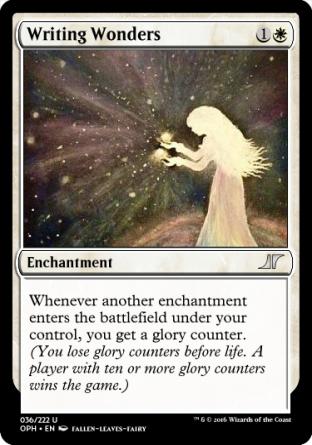 Writing Wonders 1
Enchantment
Whenever another enchantment
enters the battlefield under your
control, you get a glory counter.
(You lose glory counters before life. A
player with ten or more glory counters
wins the game.)
036/222 U
OPH • EN FALLEN-LEAVES-FAIRY
™ & © 2016 Wizards of the Coast